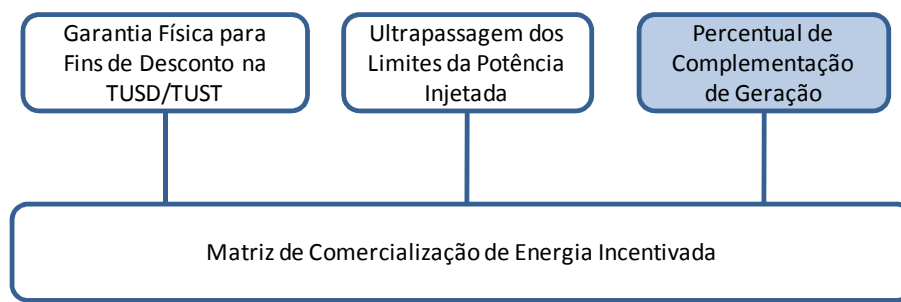 Garantia Física para
Fins de Desconto na
TUSD/TUST
Ultrapassagem dos
Limites da Potência
Injetada
Percentual de
Complementação
de Geração
Matriz de Comercialização de Energia Incentivada